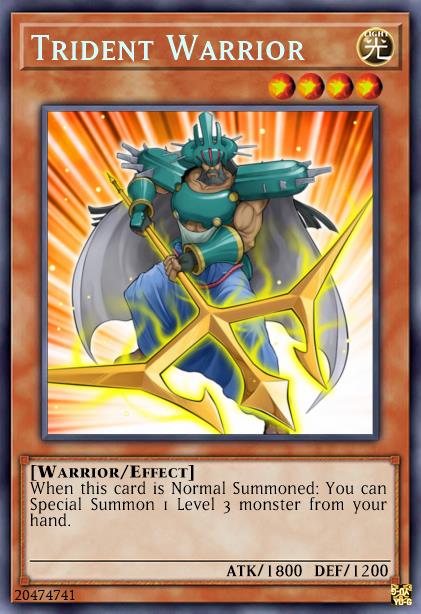 TRIDENT WARRIOR
LIGHT
光
[WARRIOR/EFFECT]
When this card is Normal Summoned: You can
Special Summon 1 Level 3 monster from your
hand.
ATK/1800 DEF/1200
20474741